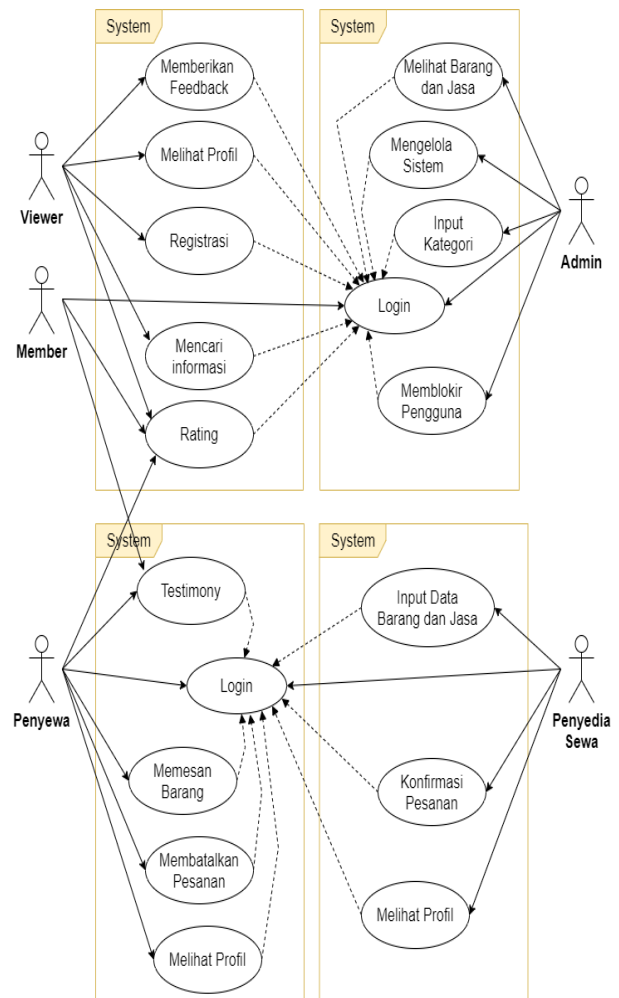 System
System
Memberikan
Feedback
Melihat Barang
dan Jasa
Melihat Profil
Mengelola
Sistem
Viewer
Registrasi
Input
Kategori
Admin
Member
Login
Mencari
informasi
Rating
Memblokir
Pengguna
System
System
Testimony
Input Data
Barang dan Jasa
Penyewa
Login
Penyedia
Sewa
Memesan
Barang
Konfirmasi
Pesanan
Membatalkan
Pesanan
Melihat Profil
Melihat Profil